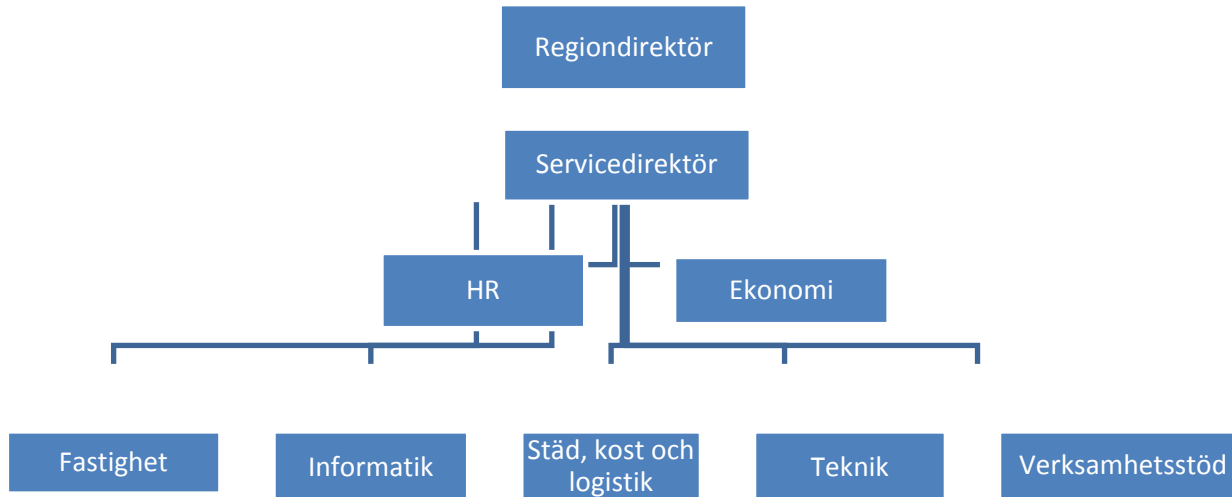 Regiondirektör
Servicedirektör
HR
Ekonomi
Fastighet
Informatik
Städ, kost och
logistik
Teknik
Verksamhetsstöd